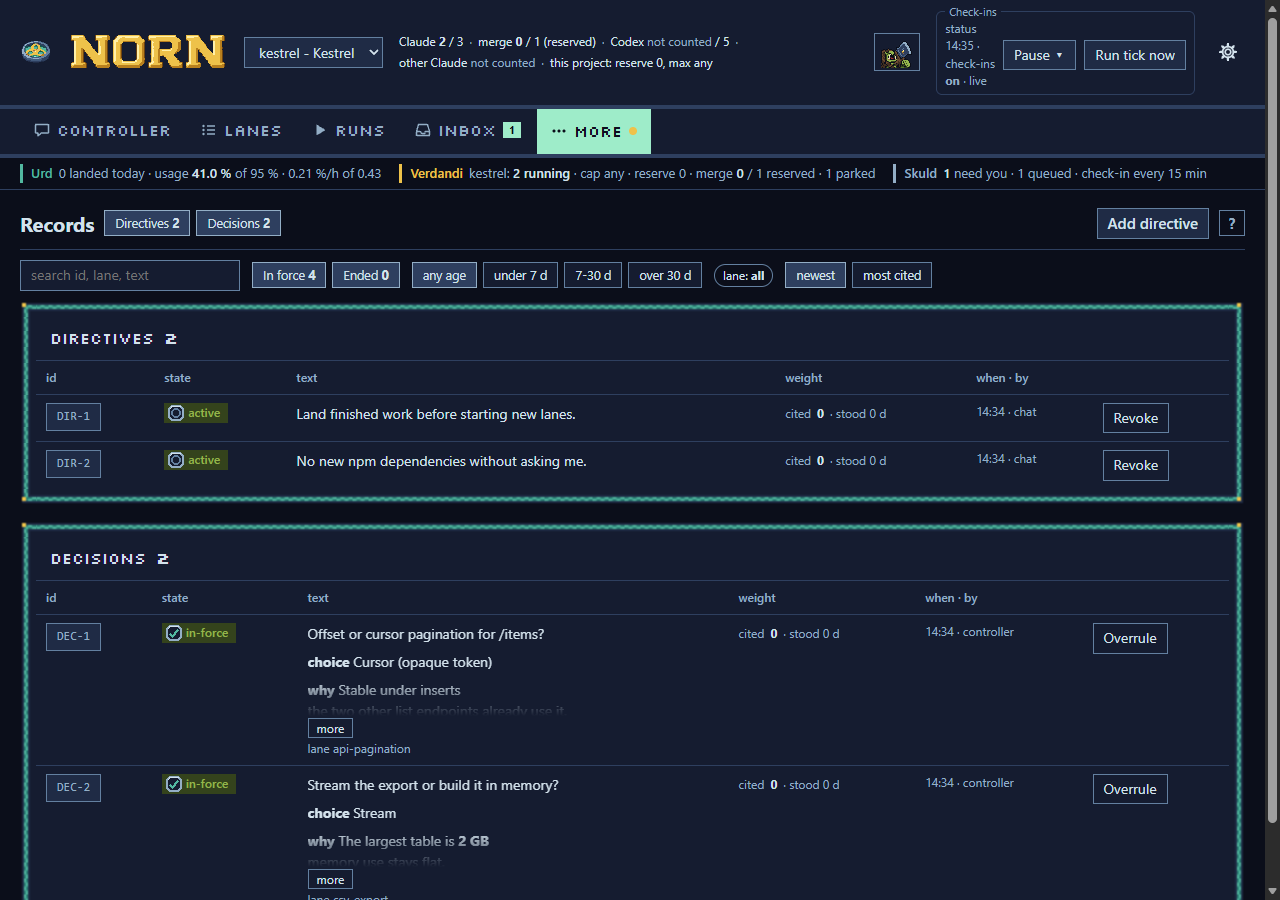 NORN
kestrel - Kestrel
Claude 2 / 3 · merge 0 / 1 (reserved) · Codex not counted / 5 ·
other Claude not counted · this project: reserve 0, max any
Check-ins
status
14:35 ·
check-ins
on · live
Pause ▾
Run tick now
CONTROLLER
LANES
RUNS
INBOX 1
MORE
Urd 0 landed today · usage 41.0 % of 95 % · 0.21 %/h of 0.43
Verdandi kestrel: 2 running · cap any · reserve 0 · merge 0 / 1 reserved · 1 parked
Skuld 1 need you · 1 queued · check-in every 15 min
Records
Directives 2
Decisions 2
Add directive
?
search id, lane, text
In force 4
Ended 0
any age
under 7 d
7-30 d
over 30 d
lane: all
newest
most cited
DIRECTIVES 2
id state text weight when · by
DIR-1 active Land finished work before starting new lanes. cited 0 · stood 0 d 14:34 · chat Revoke
DIR-2 active No new npm dependencies without asking me. cited 0 · stood 0 d 14:34 · chat Revoke
DECISIONS 2
id state text weight when · by
DEC-1 in-force Offset or cursor pagination for /items? cited 0 · stood 0 d 14:34 · controller Overrule
choice Cursor (opaque token)
why Stable under inserts
the two other list endpoints already use it
more
lane api-pagination
DEC-2 in-force Stream the export or build it in memory? cited 0 · stood 0 d 14:34 · controller Overrule
choice Stream
why The largest table is 2 GB
memory use stays flat
more
lane csv-export